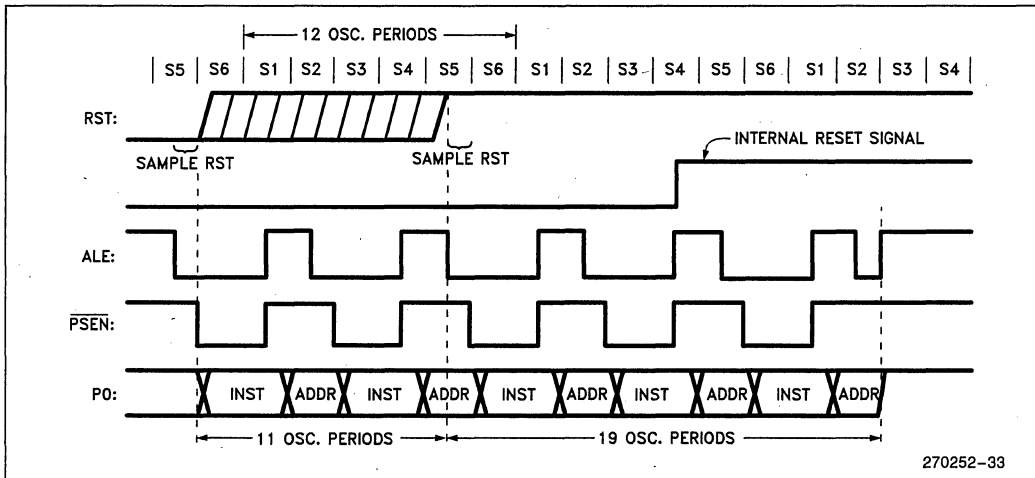 12 OSC. PERIODS
S5 S6 S1 S2 S3 S4 S5 S6 S1 S2 S3 S4 S5 S6 S1 S2 S3 S4
RST:
SAMPLE RST SAMPLE RST
INTERNAL RESET SIGNAL
ALE:
PSEN:
P0: INST ADDR INST ADDR INST ADDR INST ADDR INST ADDR
11 OSC. PERIODS 19 OSC. PERIODS
270252-33